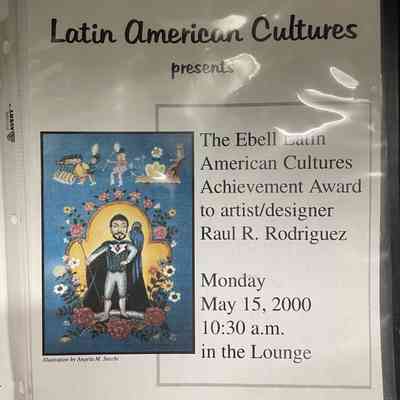 Latin American Cultures
presents
The Ebell Latin
American Cultures
Achievement Award
to artist/designer
Raul R. Rodriguez
Monday
May 15, 2000
10:30 a.m.
in the Lounge
Illustration by Angela M.
AVERY